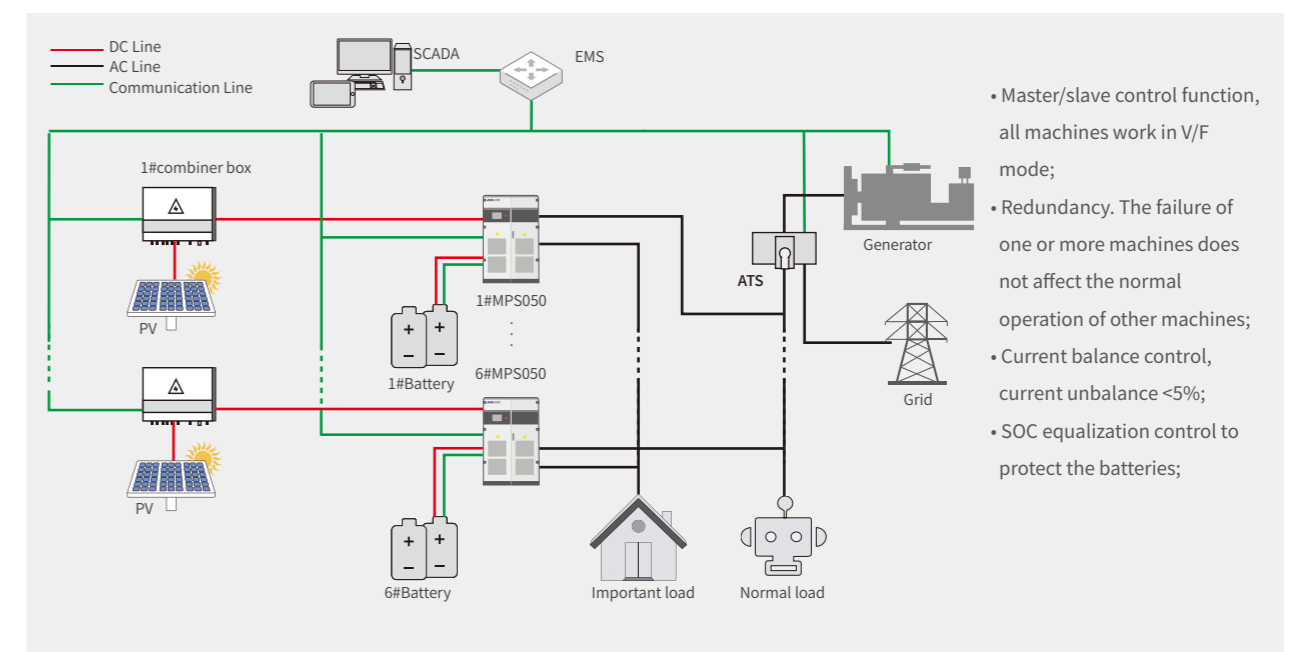 DC Line
AC Line
Communication Line
SCADA
EMS
1#combiner box
PV
1#MPS050
1#Battery
6#MPS050
PV
6#Battery
Important load
Normal load
ATS
Generator
Grid
• Master/slave control function,
all machines work in V/F
mode;
• Redundancy. The failure of
one or more machines does
not affect the normal
operation of other machines;
• Current balance control,
current unbalance <5%;
• SOC equalization control to
protect the batteries;